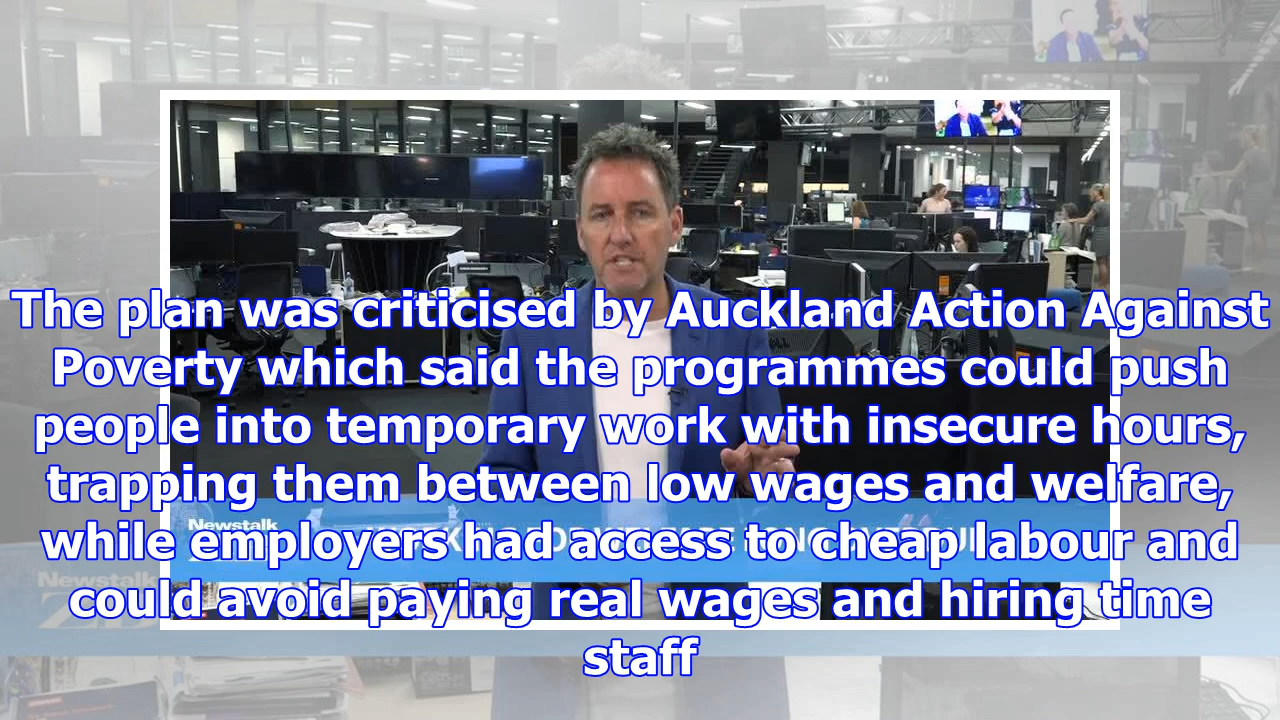 The plan was criticised by Auckland Action Against
Poverty which said the programmes could push
people into temporary work with insecure hours,
trapping them between low wages and welfare,
while employers had access to cheap labour and
could avoid paying real wages and hiring time
staff
Newstalk
Newstalk
ZB